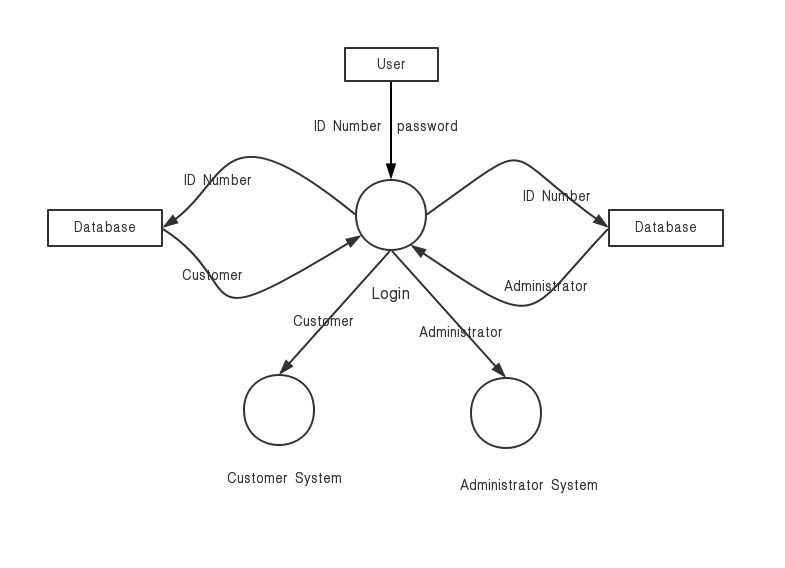 User
ID Number password
ID Number
ID Number
Database
Database
Customer
Administrator
Login
Customer
Administrator
Customer System
Administrator System